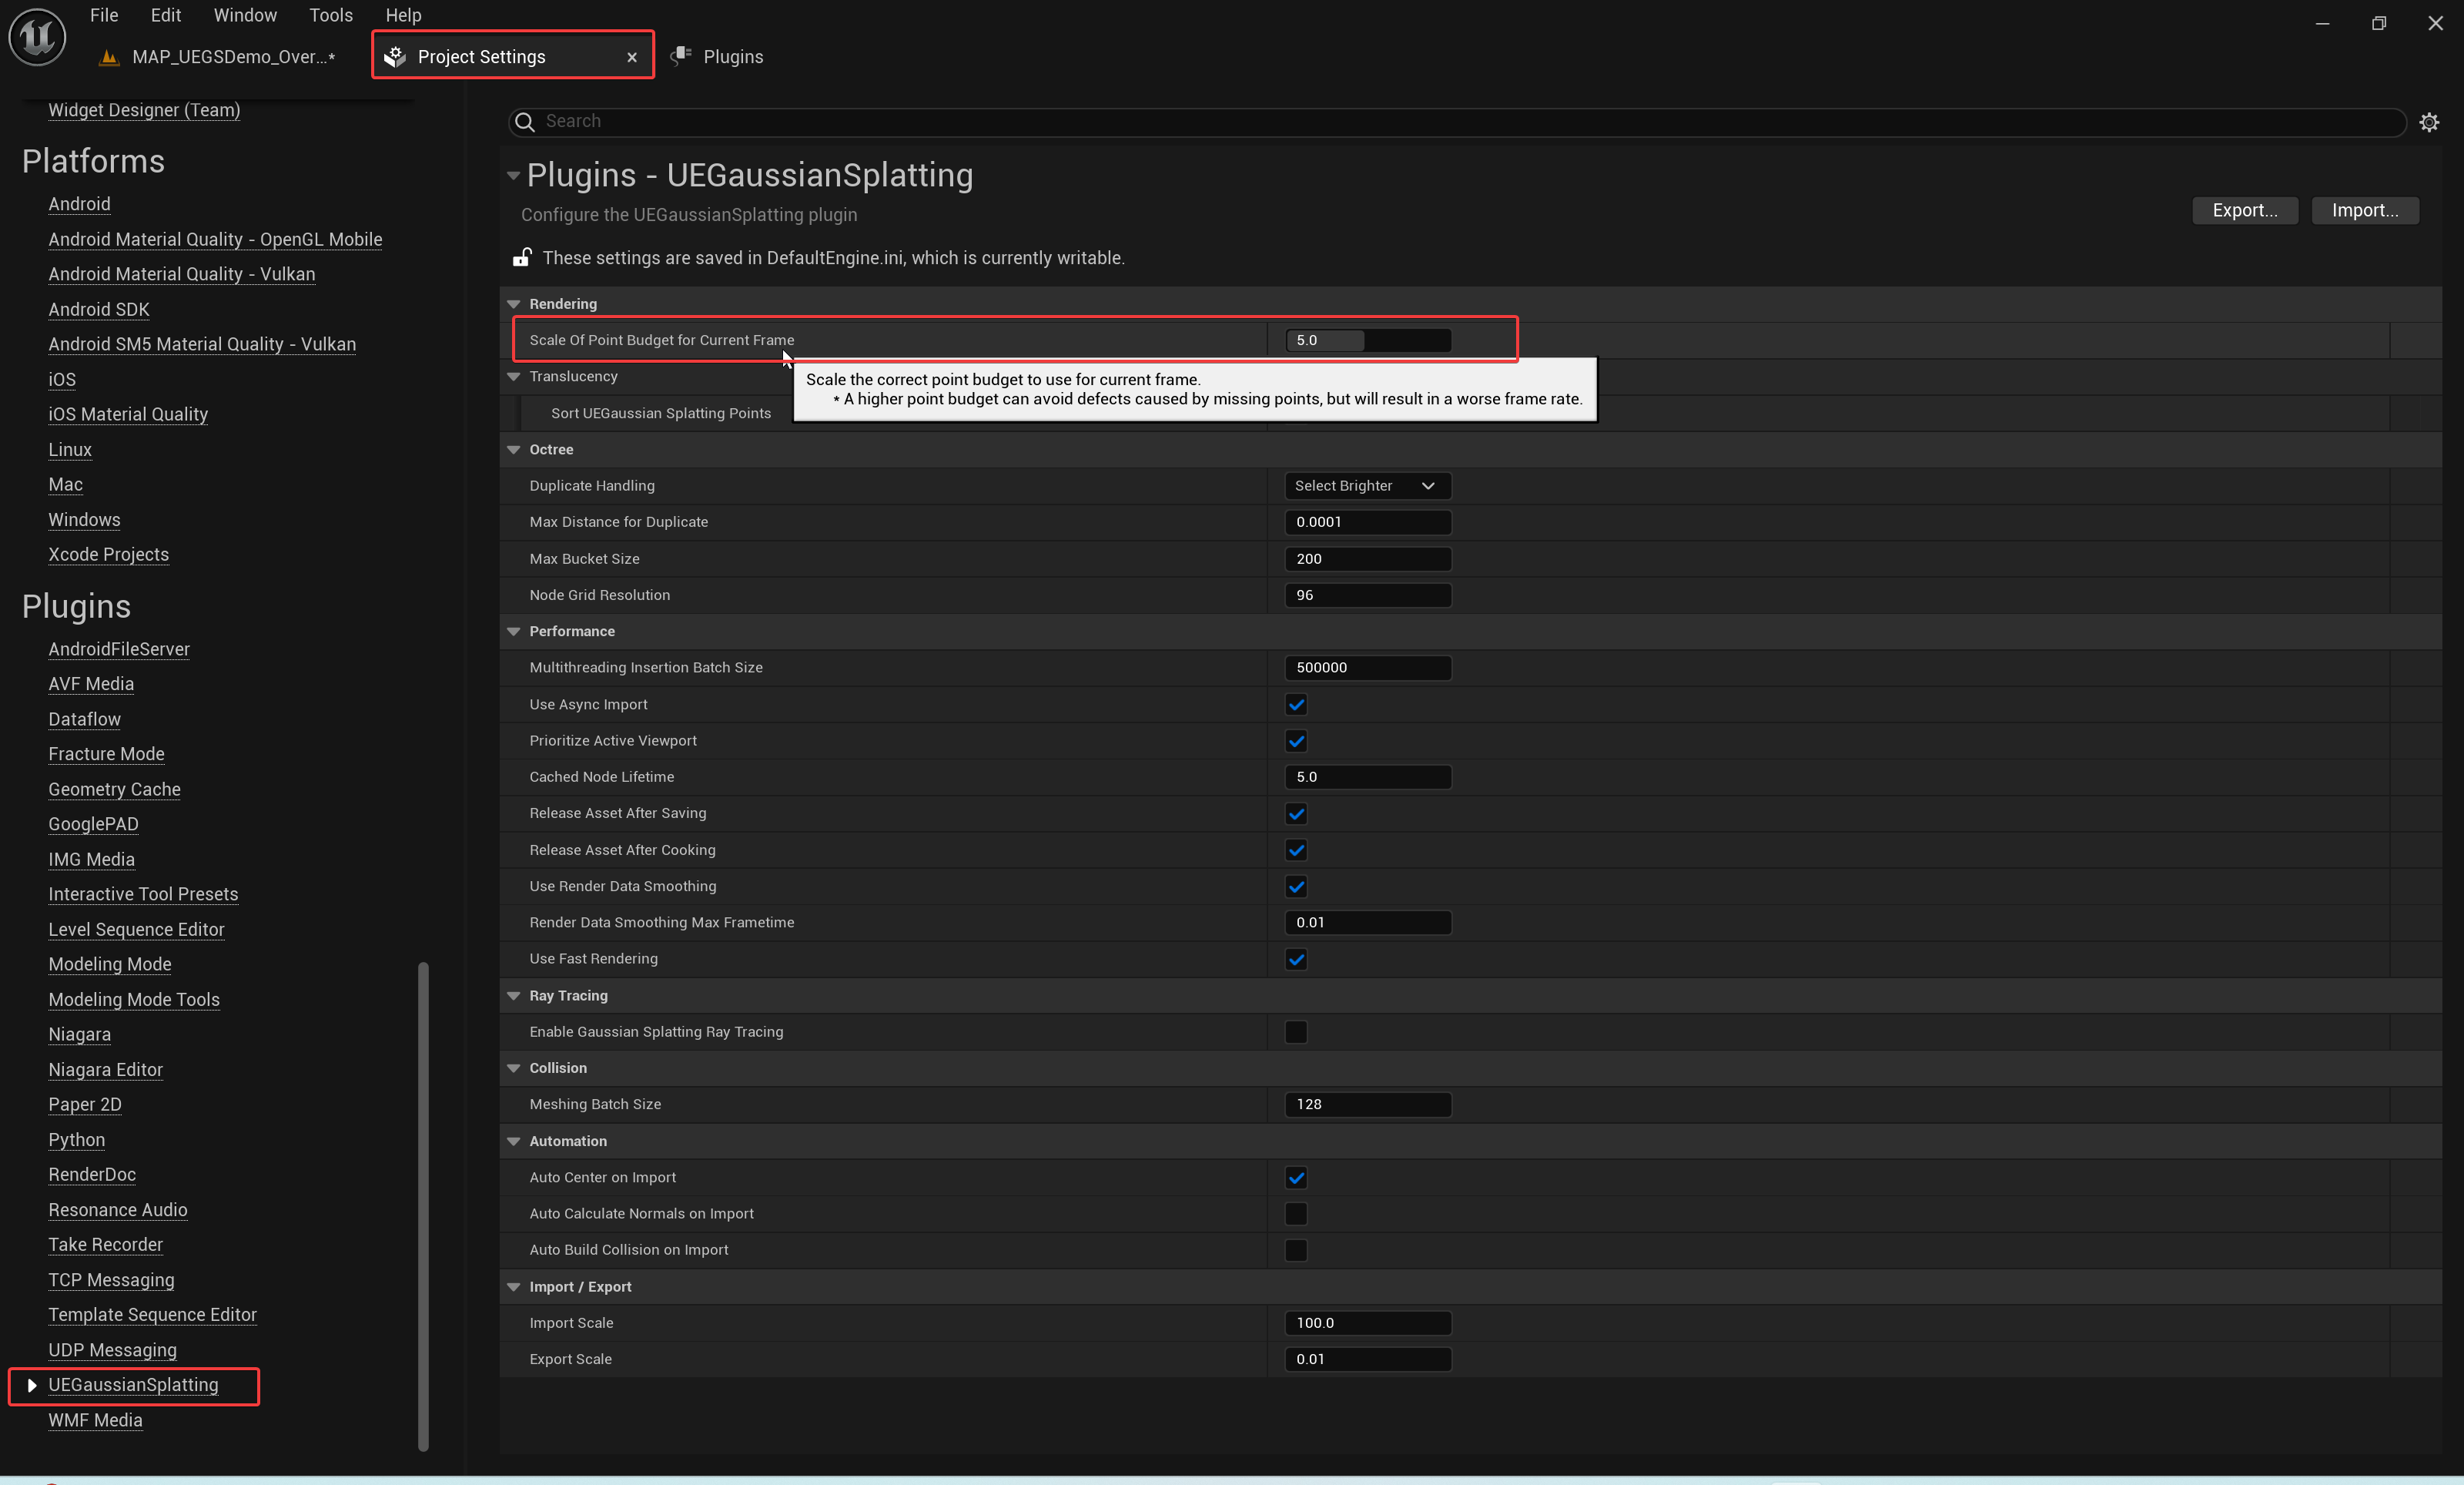 File Edit Window Tools Help
MAP_UEGSDemo_Over...*
Project Settings
Plugins
Widget Designer (Team)
Platforms
Android
Android Material Quality - OpenGL Mobile
Android Material Quality - Vulkan
Android SDK
Android SM5 Material Quality - Vulkan
iOS
iOS Material Quality
Linux
Mac
Windows
Xcode Projects
Plugins
AndroidFileServer
AVF Media
Dataflow
Fracture Mode
Geometry Cache
GooglePAD
IMG Media
Interactive Tool Presets
Level Sequence Editor
Modeling Mode
Modeling Mode Tools
Niagara
Niagara Editor
Paper 2D
Python
RenderDoc
Resonance Audio
Take Recorder
TCP Messaging
Template Sequence Editor
UDP Messaging
UEGaussianSplatting
WMF Media
Search
Plugins - UEGaussianSplatting
Configure the UEGaussianSplatting plugin
Export...
Import...
These settings are saved in DefaultEngine.ini, which is currently writable.
Rendering
Scale Of Point Budget for Current Frame 5.0
Scale the correct point budget to use for current frame.
* A higher point budget can avoid defects caused by missing points, but will result in a worse frame rate.
Translucency
Sort UEGaussian Splatting Points
Octree
Duplicate Handling Select Brighter
Max Distance for Duplicate 0.0001
Max Bucket Size 200
Node Grid Resolution 96
Performance
Multithreading Insertion Batch Size 500000
Use Async Import
Prioritize Active Viewport
Cached Node Lifetime 5.0
Release Asset After Saving
Release Asset After Cooking
Use Render Data Smoothing
Render Data Smoothing Max Frametime 0.01
Use Fast Rendering
Ray Tracing
Enable Gaussian Splatting Ray Tracing
Collision
Meshing Batch Size 128
Automation
Auto Center on Import
Auto Calculate Normals on Import
Auto Build Collision on Import
Import / Export
Import Scale 100.0
Export Scale 0.01